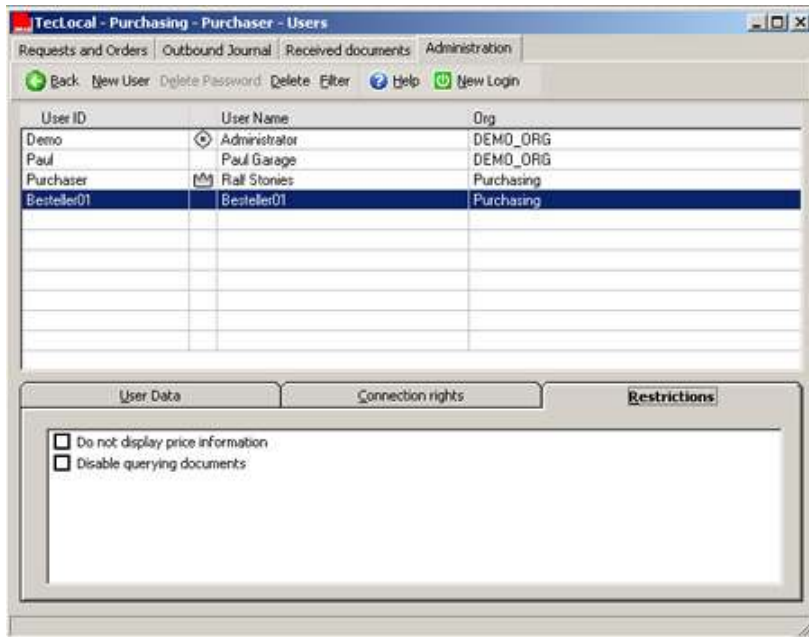 TecLocal - Purchasing - Purchaser - Users
Requests and Orders Outbound Journal Received documents Administration
Back New User Delete Password Delete Filter Help New Login
User ID User Name Org
Demo Administrator DEMO_ORG
Paul Paul Garage DEMO_ORG
Purchaser Ralf Stonies Purchasing
Besteller01 Besteller01 Purchasing
User Data Connection rights Restrictions
Do not display price information
Disable querying documents